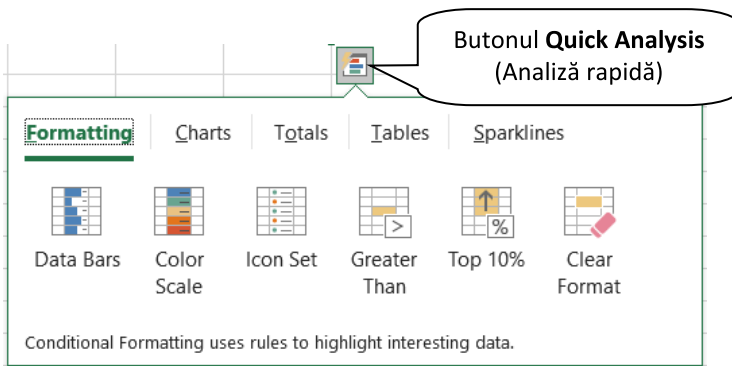 Butonul Quick Analysis
(Analiză rapidă)
Formatting Charts Totals Tables Sparklines
Data Bars Color Scale Icon Set Greater Than Top 10% Clear Format
Conditional Formatting uses rules to highlight interesting data.